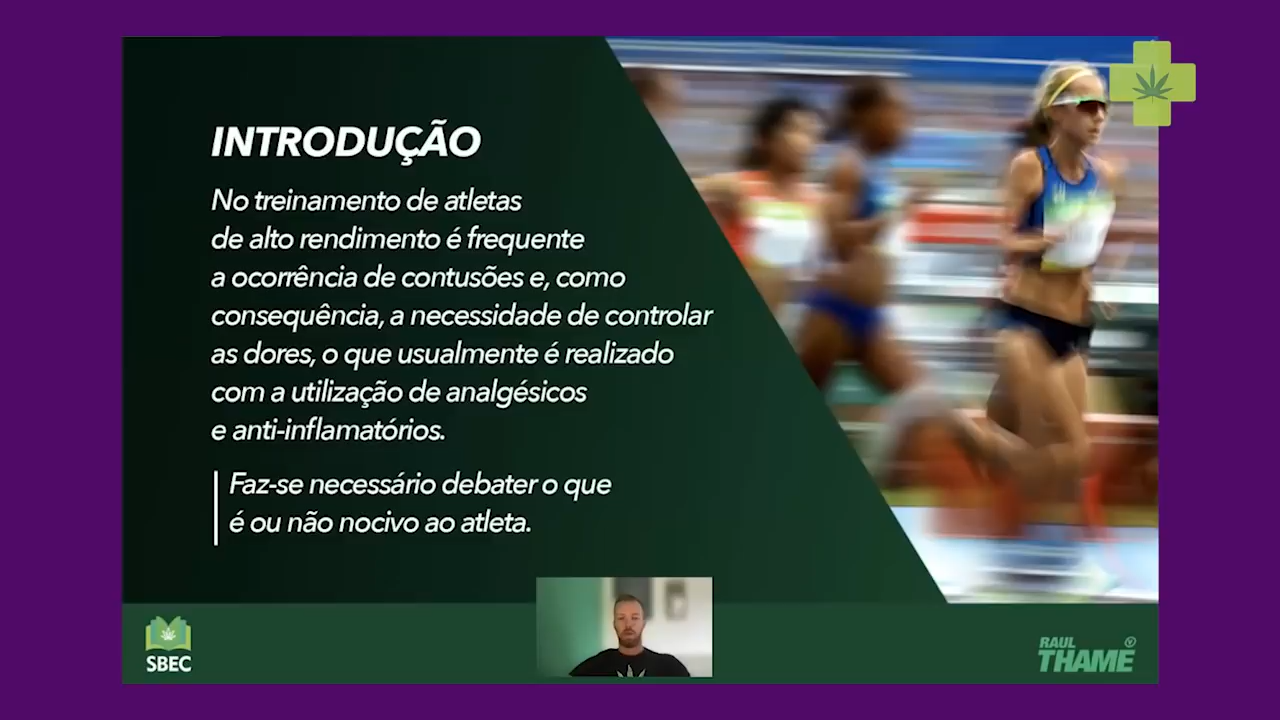 INTRODUÇÃO
No treinamento de atletas
de alto rendimento é frequente
a ocorrência de contusões e, como
consequência, a necessidade de controlar
as dores, o que usualmente é realizado
com a utilização de analgésicos
e anti-inflamatórios.
Faz-se necessário debater o que
é ou não nocivo ao atleta.
SBEC
RAUL
THAME